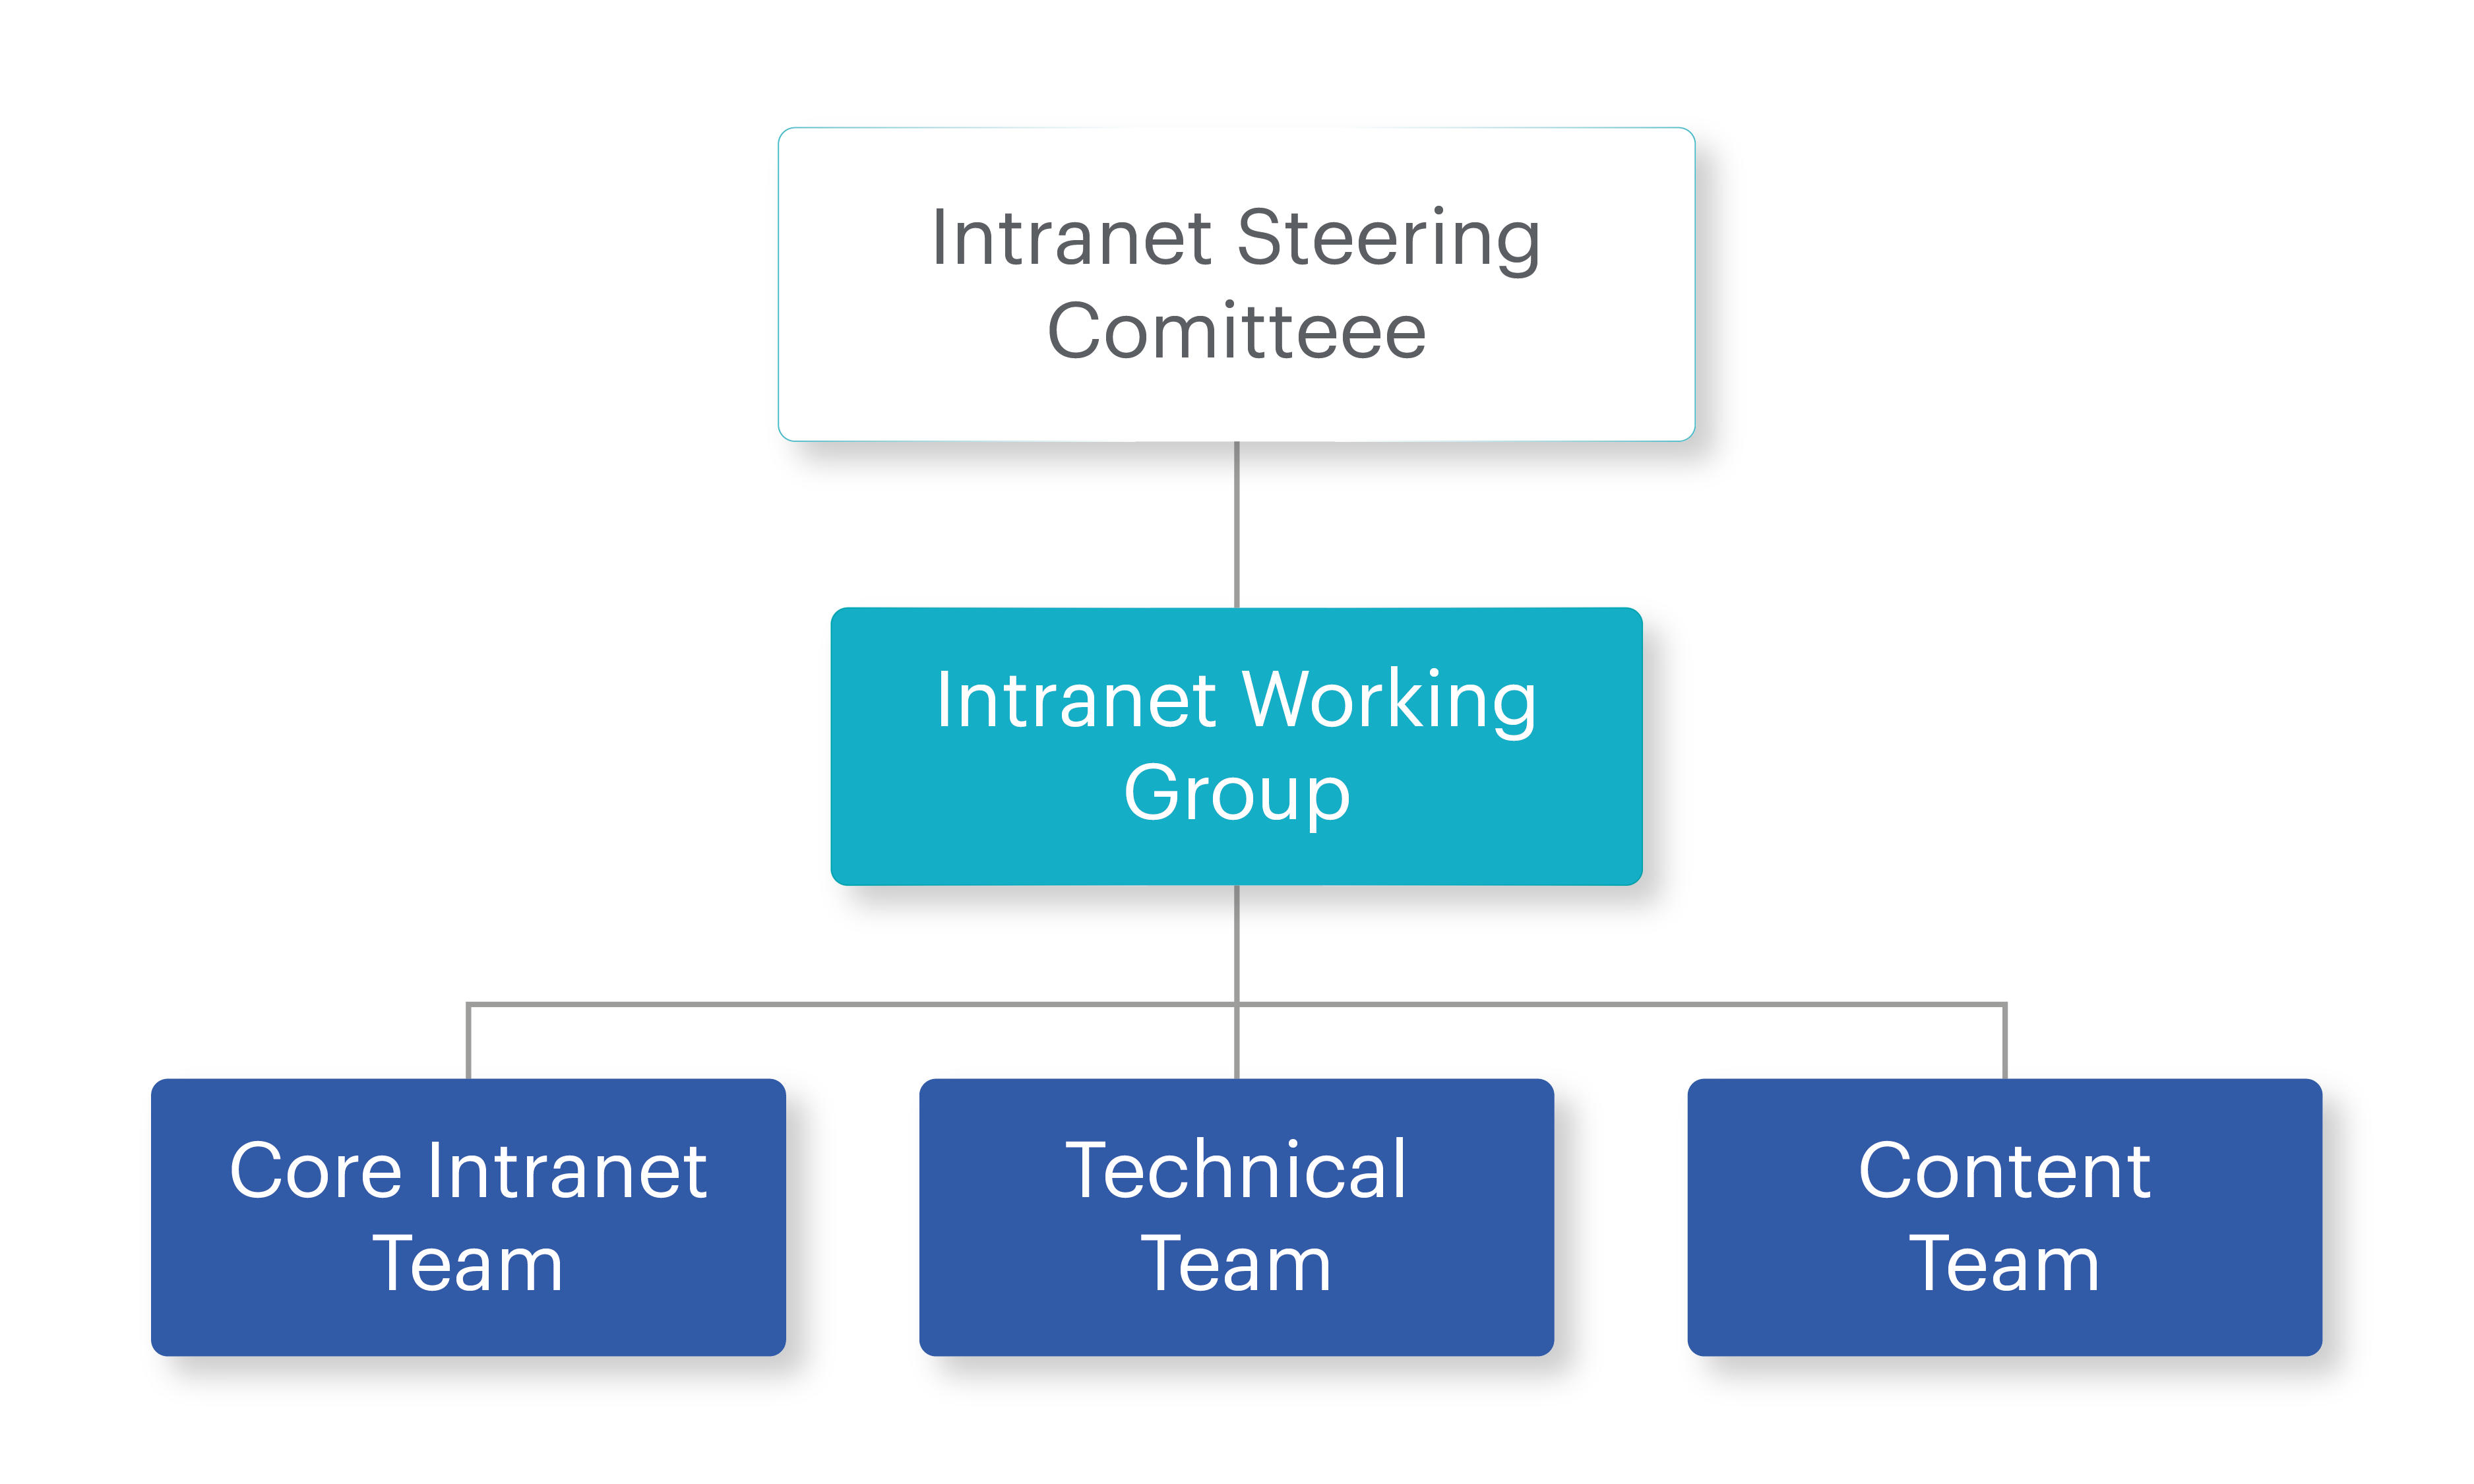 Intranet Steering
Comitteee
Intranet Working
Group
Core Intranet
Team
Technical
Team
Content
Team